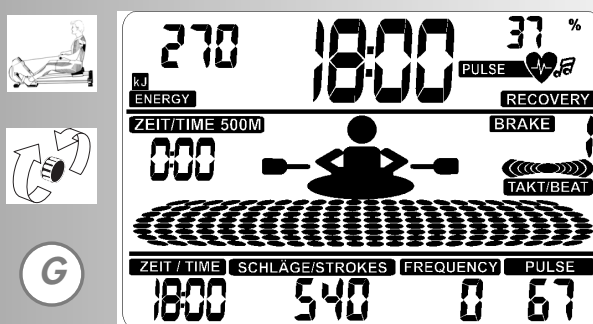 270 18:00 37 %
kJ PULSE
ENERGY RECOVERY
ZEIT/TIME 500M BRAKE
0:00 1
TAKT/BEAT
ZEIT / TIME SCHLÄGE/STROKES FREQUENCY PULSE
18:00 540 0 67
G